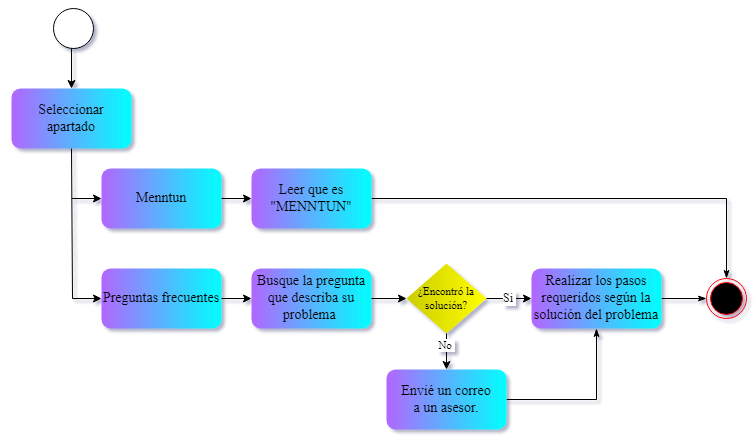 Seleccionar
apartado
Menntun
Leer que es
"MENNTUN"
Preguntas frecuentes
Busque la pregunta
que describa su
problema
¿Encontró la
solución?
Si
Realizar los pasos
requeridos según la
solución del problema
No
Envié un correo
a un asesor.